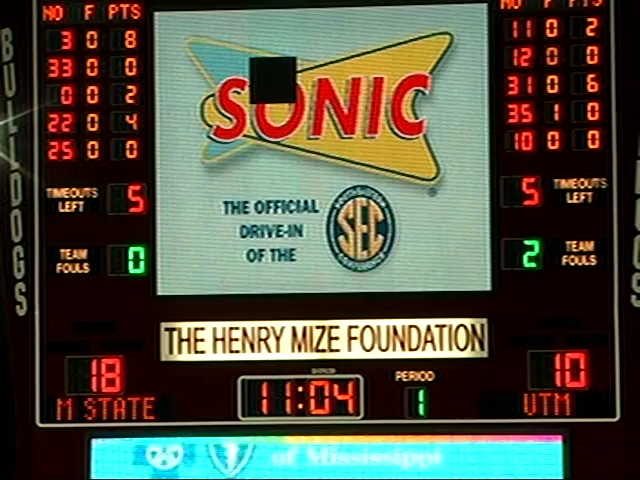 NO F PTS
3 0 8
33 0 0
0 0 2
22 0 4
25 0 0
TIMEOUTS LEFT 5
TEAM FOULS 0
BULLDOGS
SONIC
THE OFFICIAL
DRIVE-IN
OF THE
SEC
NO F PTS
11 0 2
12 0 0
31 0 6
35 1 0
10 0 0
5 TIMEOUTS LEFT
2 TEAM FOULS
THE HENRY MIZE FOUNDATION
18
M STATE
11:04
PERIOD
1
10
UTM
of Mississippi